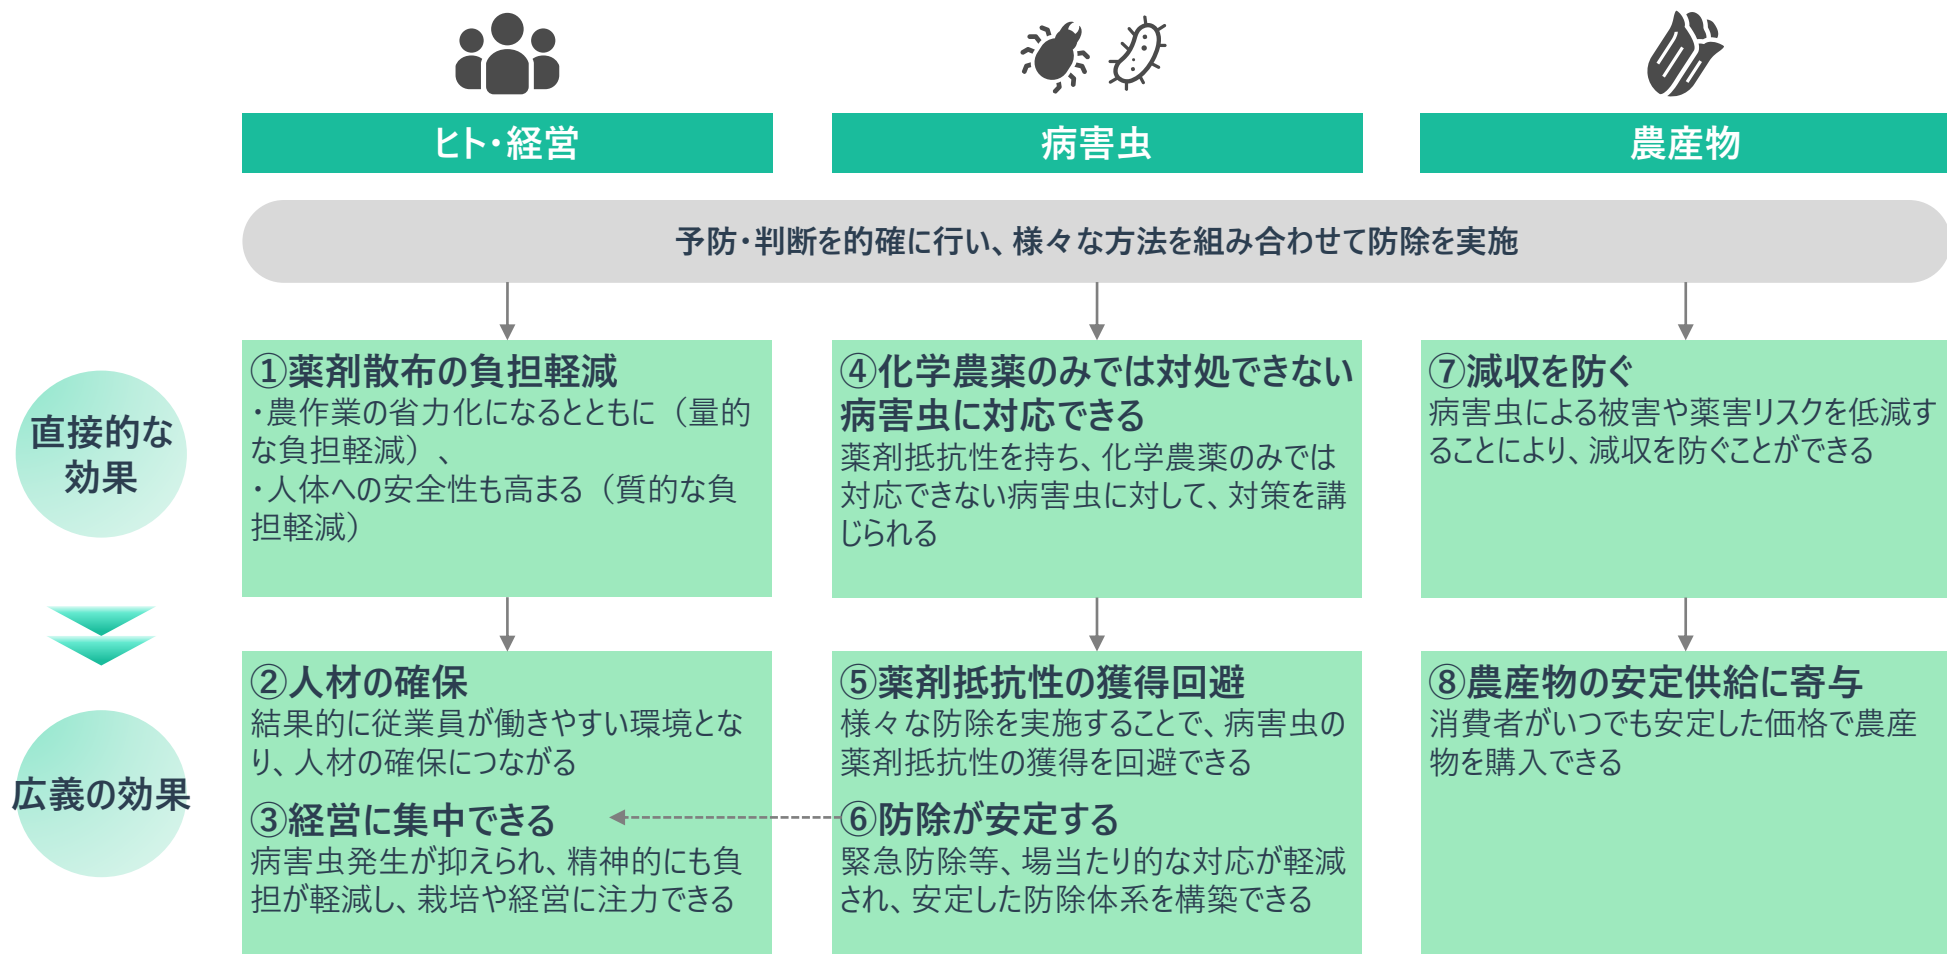 ヒト・経営
病害虫
農産物
予防・判断を的確に行い、様々な方法を組み合わせて防除を実施
直接的な
効果
①薬剤散布の負担軽減
・農作業の省力化になるとともに（量的
な負担軽減）、
・人体への安全性も高まる（質的な負
担軽減）
④化学農薬のみでは対処できない
病害虫に対応できる
薬剤抵抗性を持ち、化学農薬のみでは
対応できない病害虫に対して、対策を講
じられる
⑦減収を防ぐ
病害虫による被害や薬害リスクを低減す
ることにより、減収を防ぐことができる
広義の効果
②人材の確保
結果的に従業員が働きやすい環境とな
り、人材の確保につながる
③経営に集中できる
病害虫発生が抑えられ、精神的にも負
担が軽減し、栽培や経営に注力できる
⑤薬剤抵抗性の獲得回避
様々な防除を実施することで、病害虫の
薬剤抵抗性の獲得を回避できる
⑥防除が安定する
緊急防除等、場当たり的な対応が軽減
され、安定した防除体系を構築できる
⑧農産物の安定供給に寄与
消費者がいつでも安定した価格で農産
物を購入できる